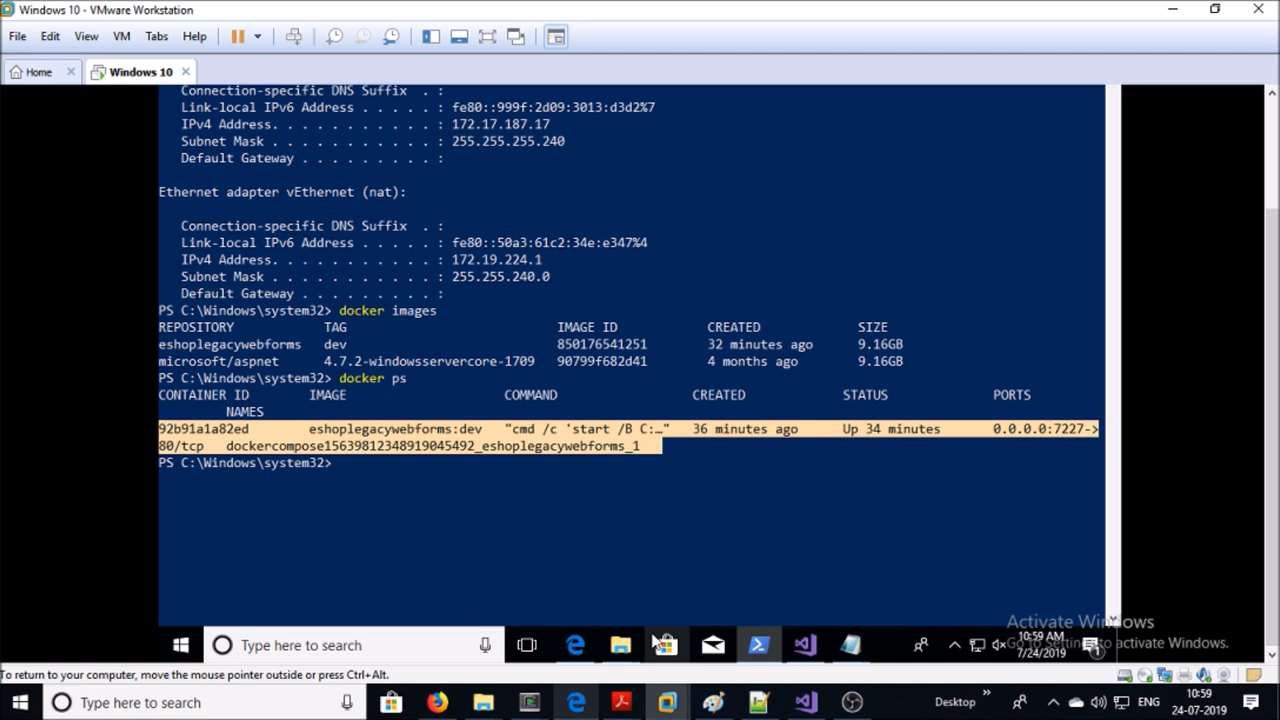 Windows 10 - VMware Workstation
File Edit View VM Tabs Help
Home Windows 10
Connection-specific DNS Suffix . :
Link-local IPv6 Address . . . . . : fe80::999f:2d09:3013:d3d2%7
IPv4 Address. . . . . . . . . . . : 172.17.187.17
Subnet Mask . . . . . . . . . . . : 255.255.255.240
Default Gateway . . . . . . . . . :
Ethernet adapter vEthernet (nat):
Connection-specific DNS Suffix . :
Link-local IPv6 Address . . . . . : fe80::50a3:61c2:34e:e347%4
IPv4 Address. . . . . . . . . . . : 172.19.224.1
Subnet Mask . . . . . . . . . . . : 255.255.240.0
Default Gateway . . . . . . . . . :
PS C:\Windows\system32> docker images
REPOSITORY TAG IMAGE ID CREATED SIZE
eshoplegacywebforms dev 850176541251 32 minutes ago 9.16GB
microsoft/aspnet 4.7.2-windowsservercore-1709 90799f682d41 4 months ago 9.16GB
PS C:\Windows\system32> docker ps
CONTAINER ID IMAGE COMMAND CREATED STATUS PORTS
NAMES
92b91a1a82ed eshoplegacywebforms:dev "cmd /c 'start /B C:…" 36 minutes ago Up 34 minutes 0.0.0.0:7227->
80/tcp dockercompose15639812348919045492_eshoplegacywebforms_1
PS C:\Windows\system32>
Activate Windows
Go to Settings to activate Windows.
Type here to search
10:59 AM
7/24/2019
1
To return to your computer, move the mouse pointer outside or press Ctrl+Alt.
Type here to search
Desktop
ENG
10:59
24-07-2019